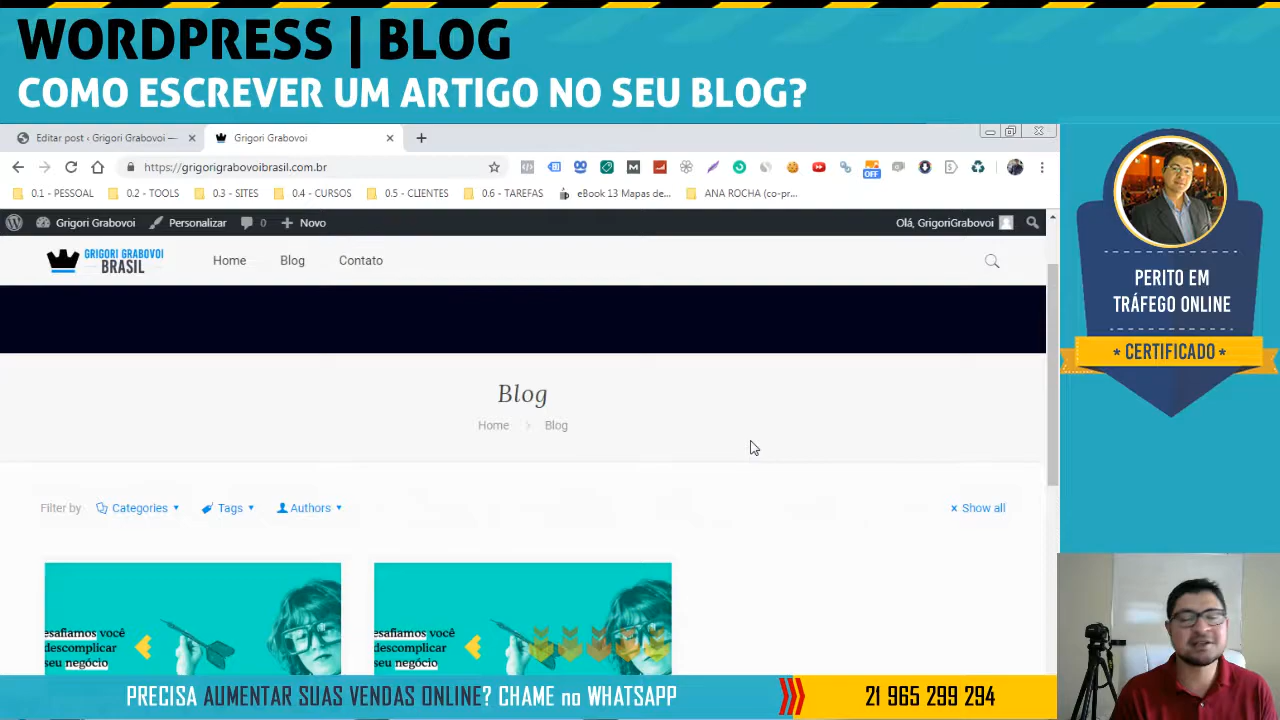 WORDPRESS | BLOG
COMO ESCREVER UM ARTIGO NO SEU BLOG?
Editar post ‹ Grigori Grabovoi —
Grigori Grabovoi
https://grigorigrabovoibrasil.com.br
OFF
0.1 - PESSOAL
0.2 - TOOLS
0.3 - SITES
0.4 - CURSOS
0.5 - CLIENTES
0.6 - TAREFAS
eBook 13 Mapas de...
ANA ROCHA (co-pr...
Grigori Grabovoi
Personalizar
0
Novo
Olá, GrigoriGrabovoi
GRIGORI GRABOVOI
BRASIL
Home
Blog
Contato
Blog
Home
Blog
Filter by
Categories
Tags
Authors
Show all
esafiamos você
descomplicar
seu negócio
esafiamos você
descomplicar
seu negócio
PERITO EM
TRÁFEGO ONLINE
* CERTIFICADO *
PRECISA AUMENTAR SUAS VENDAS ONLINE? CHAME no WHATSAPP
21 965 299 294